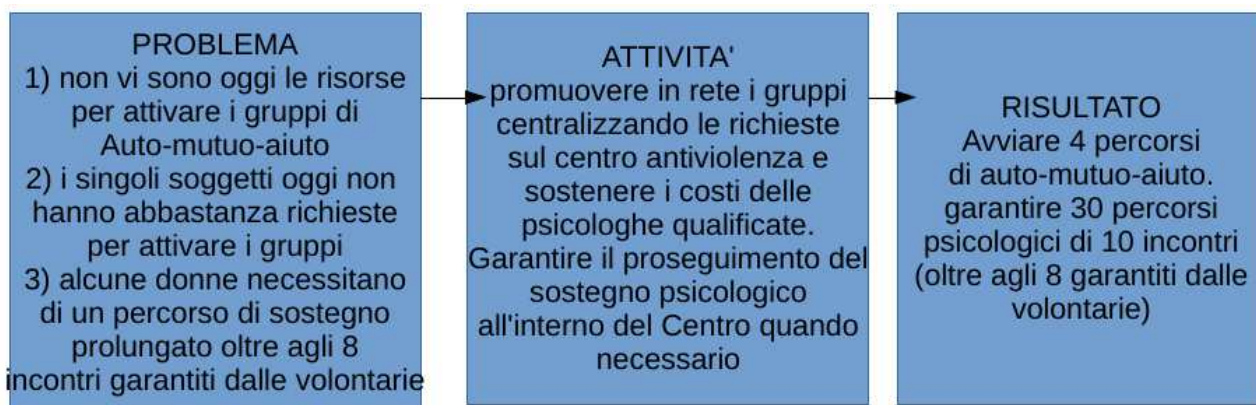 PROBLEMA
1) non vi sono oggi le risorse
per attivare i gruppi di
Auto-mutuo-aiuto
2) i singoli soggetti oggi non
hanno abbastanza richieste
per attivare i gruppi
3) alcune donne necessitano
di un percorso di sostegno
prolungato oltre agli 8
incontri garantiti dalle volontarie
ATTIVITA'
promuovere in rete i gruppi
centralizzando le richieste
sul centro antiviolenza e
sostenere i costi delle
psicologhe qualificate.
Garantire il proseguimento del
sostegno psicologico
all'interno del Centro quando
necessario
RISULTATO
Avviare 4 percorsi
di auto-mutuo-aiuto.
garantire 30 percorsi
psicologici di 10 incontri
(oltre agli 8 garantiti dalle
volontarie)